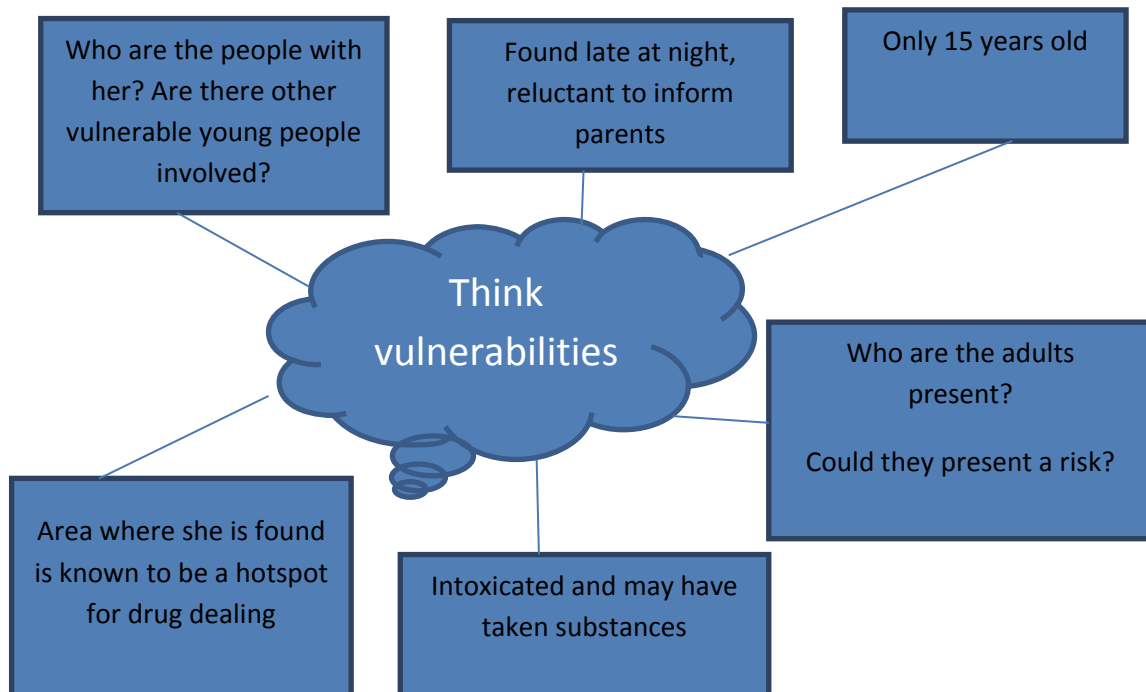 Who are the people with
her? Are there other
vulnerable young people
involved?
Found late at night,
reluctant to inform
parents
Only 15 years old
Think
vulnerabilities
Who are the adults
present?
Could they present a risk?
Area where she is found
is known to be a hotspot
for drug dealing
Intoxicated and may have
taken substances